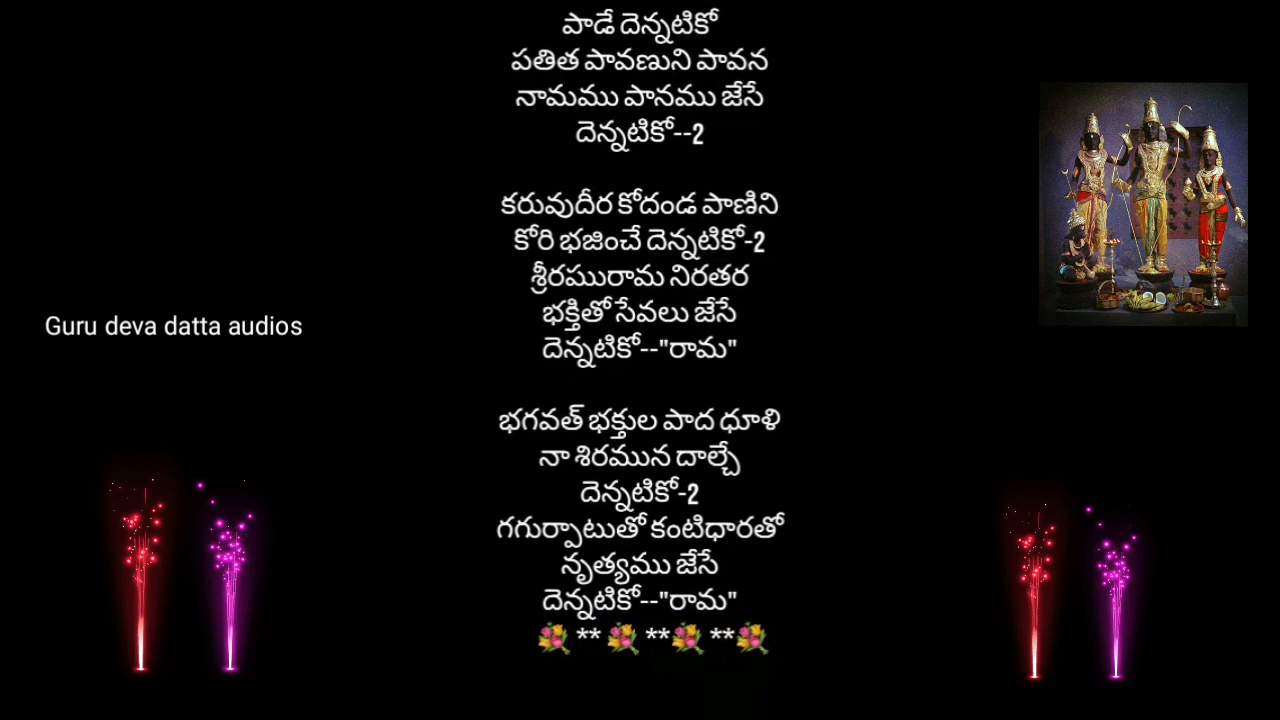 పాడే దెన్నటికో
పతిత పావణుని పావన
నామము పానము జేసే
దెన్నటికో--2
కరువుదీర కోదండ పాణిని
కోరి భజించే దెన్నటికో-2
శ్రీరఘురామ నిరతర
భక్తితో సేవలు జేసే
దెన్నటికో--"రామ"
Guru deva datta audios
భగవత్ భక్తుల పాద ధూళి
నా శిరమున దాల్చే
దెన్నటికో-2
గగుర్పాటుతో కంటిధారతో
నృత్యము జేసే
దెన్నటికో--"రామ"
💐 ** 💐 **💐 **💐